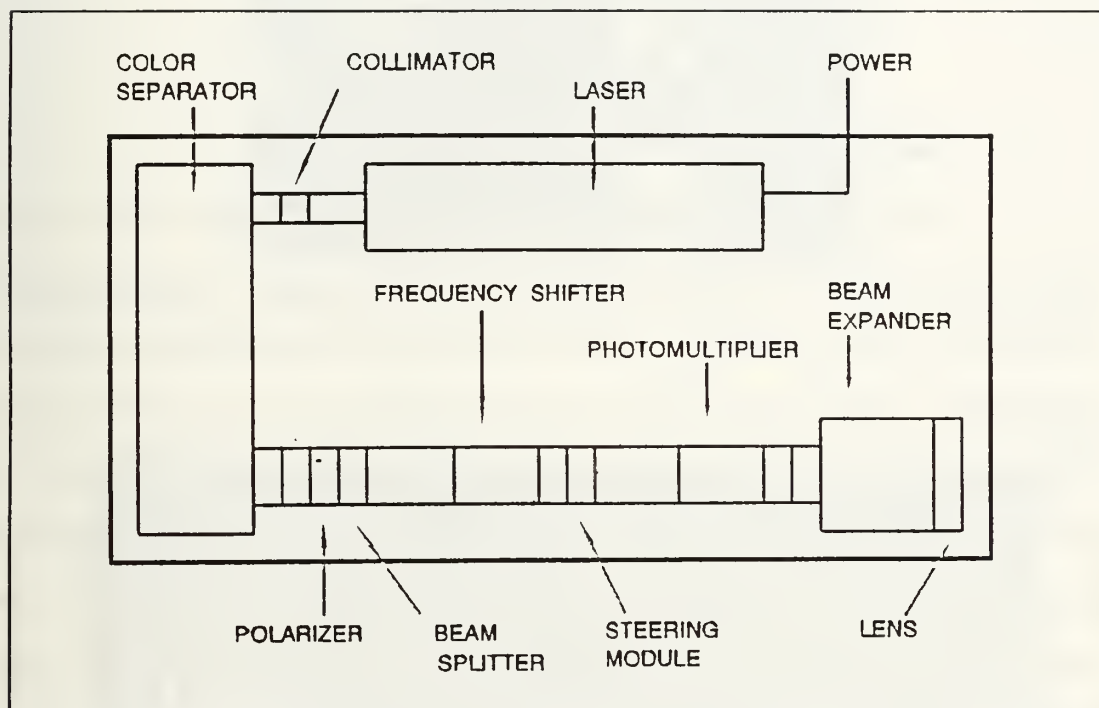 COLOR
SEPARATOR
COLLIMATOR
LASER
POWER
FREQUENCY SHIFTER
PHOTOMULTIPLIER
BEAM
EXPANDER
POLARIZER
BEAM
SPLITTER
STEERING
MODULE
LENS